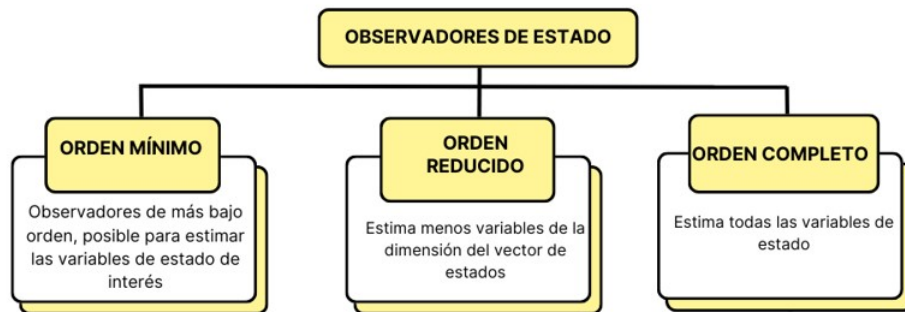 OBSERVADORES DE ESTADO
ORDEN MÍNIMO
Observadores de más bajo
orden, posible para estimar
las variables de estado de
interés
ORDEN
REDUCIDO
Estima menos variables de la
dimensión del vector de
estados
ORDEN COMPLETO
Estima todas las variables de
estado